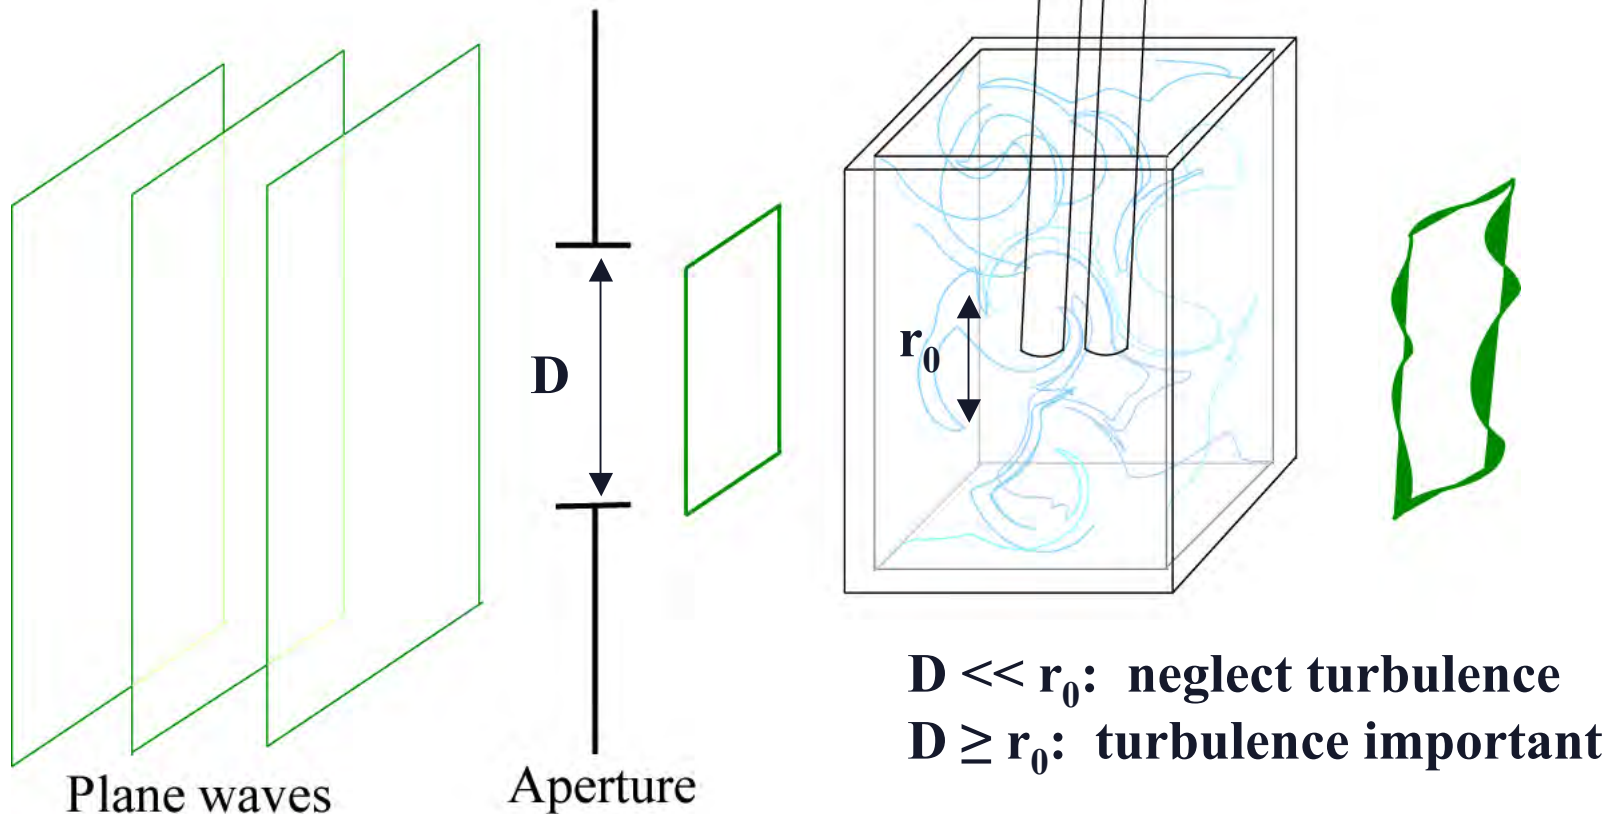 D
r₀
D << r₀: neglect turbulence
D ≥ r₀: turbulence important
Plane waves
Aperture